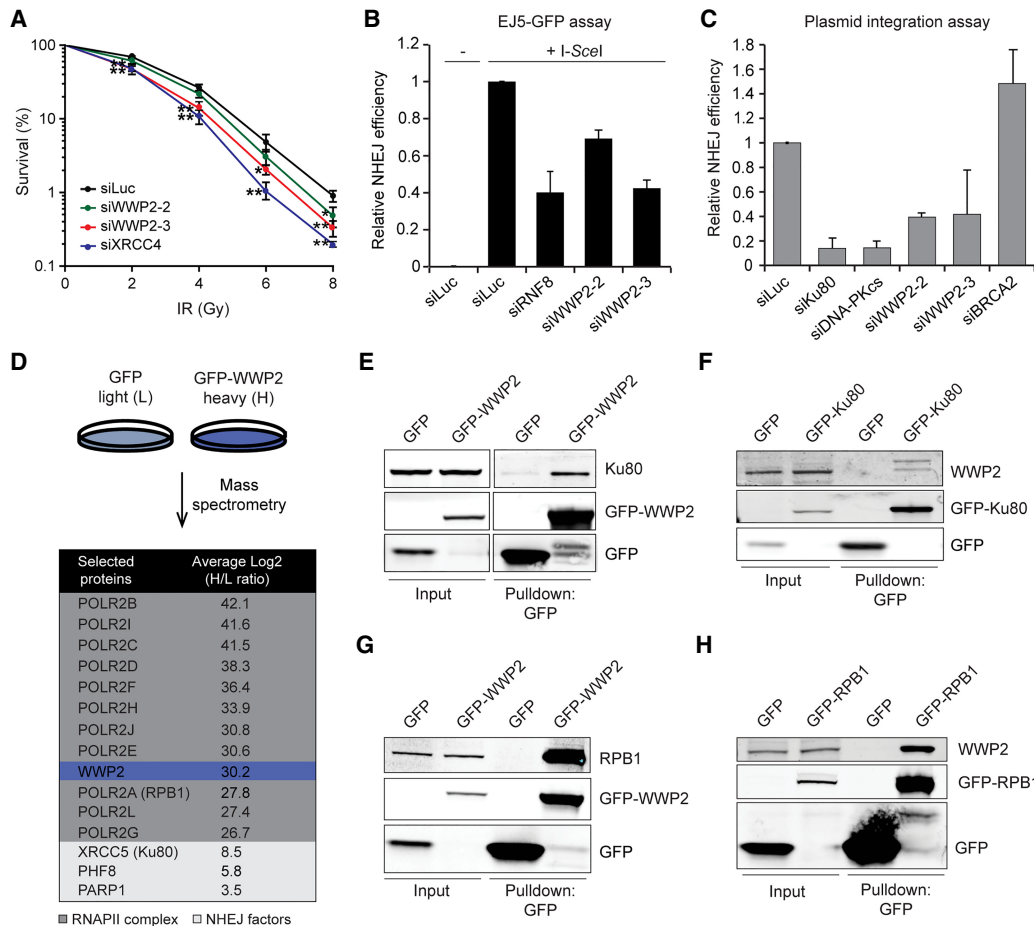 A
100
10
1
0.1
Survival (%)
**
**
**
**
*
**
*
**
**
siLuc
siWWP2-2
siWWP2-3
siXRCC4
0 2 4 6 8
IR (Gy)
B
EJ5-GFP assay
- + I-SceI
1.2
1
0.8
0.6
0.4
0.2
0
Relative NHEJ efficiency
siLuc
siLuc
siRNF8
siWWP2-2
siWWP2-3
C
Plasmid integration assay
1.8
1.6
1.4
1.2
1
0.8
0.6
0.4
0.2
0
Relative NHEJ efficiency
siLuc
siKu80
siDNA-PKcs
siWWP2-2
siWWP2-3
siBRCA2
D
GFP GFP-WWP2
light (L) heavy (H)
Mass
spectrometry
Selected Average Log2
proteins (H/L ratio)
POLR2B 42.1
POLR2I 41.6
POLR2C 41.5
POLR2D 38.3
POLR2F 36.4
POLR2H 33.9
POLR2J 30.8
POLR2E 30.6
WWP2 30.2
POLR2A (RPB1) 27.8
POLR2L 27.4
POLR2G 26.7
XRCC5 (Ku80) 8.5
PHF8 5.8
PARP1 3.5
RNAPII complex NHEJ factors
E
GFP GFP-WWP2 GFP GFP-WWP2
Ku80
GFP-WWP2
GFP
Input Pulldown:
GFP
F
GFP GFP-Ku80 GFP GFP-Ku80
WWP2
GFP-Ku80
GFP
Input Pulldown:
GFP
G
GFP GFP-WWP2 GFP GFP-WWP2
RPB1
GFP-WWP2
GFP
Input Pulldown:
GFP
H
GFP GFP-RPB1 GFP GFP-RPB1
WWP2
GFP-RPB1
GFP
Input Pulldown:
GFP